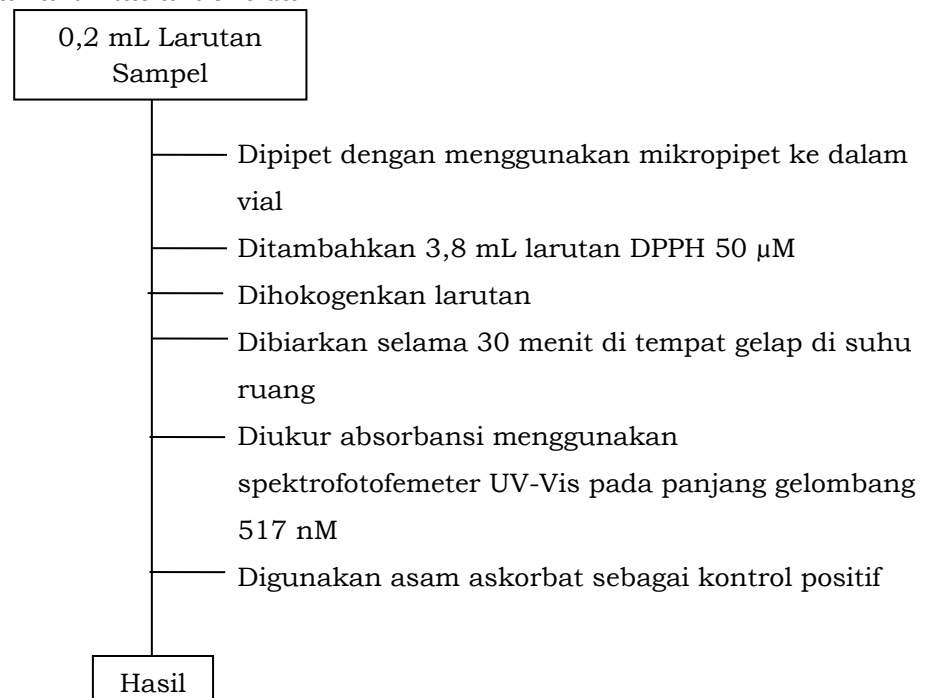 0,2 mL Larutan
Sampel
Dipipet dengan menggunakan mikropipet ke dalam
vial
Ditambahkan 3,8 mL larutan DPPH 50 µM
Dihokogenkan larutan
Dibiarkan selama 30 menit di tempat gelap di suhu
ruang
Diukur absorbansi menggunakan
spektrofotofemeter UV-Vis pada panjang gelombang
517 nM
Digunakan asam askorbat sebagai kontrol positif
Hasil